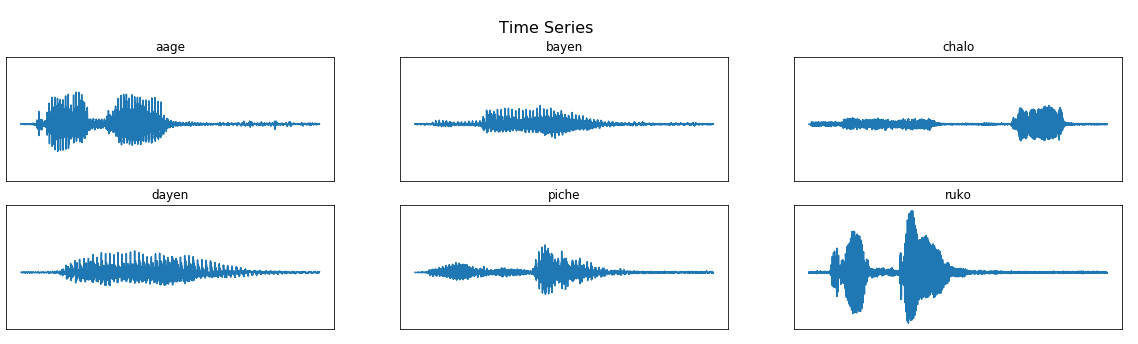 Time Series
aage
bayen
chalo
dayen
piche
ruko